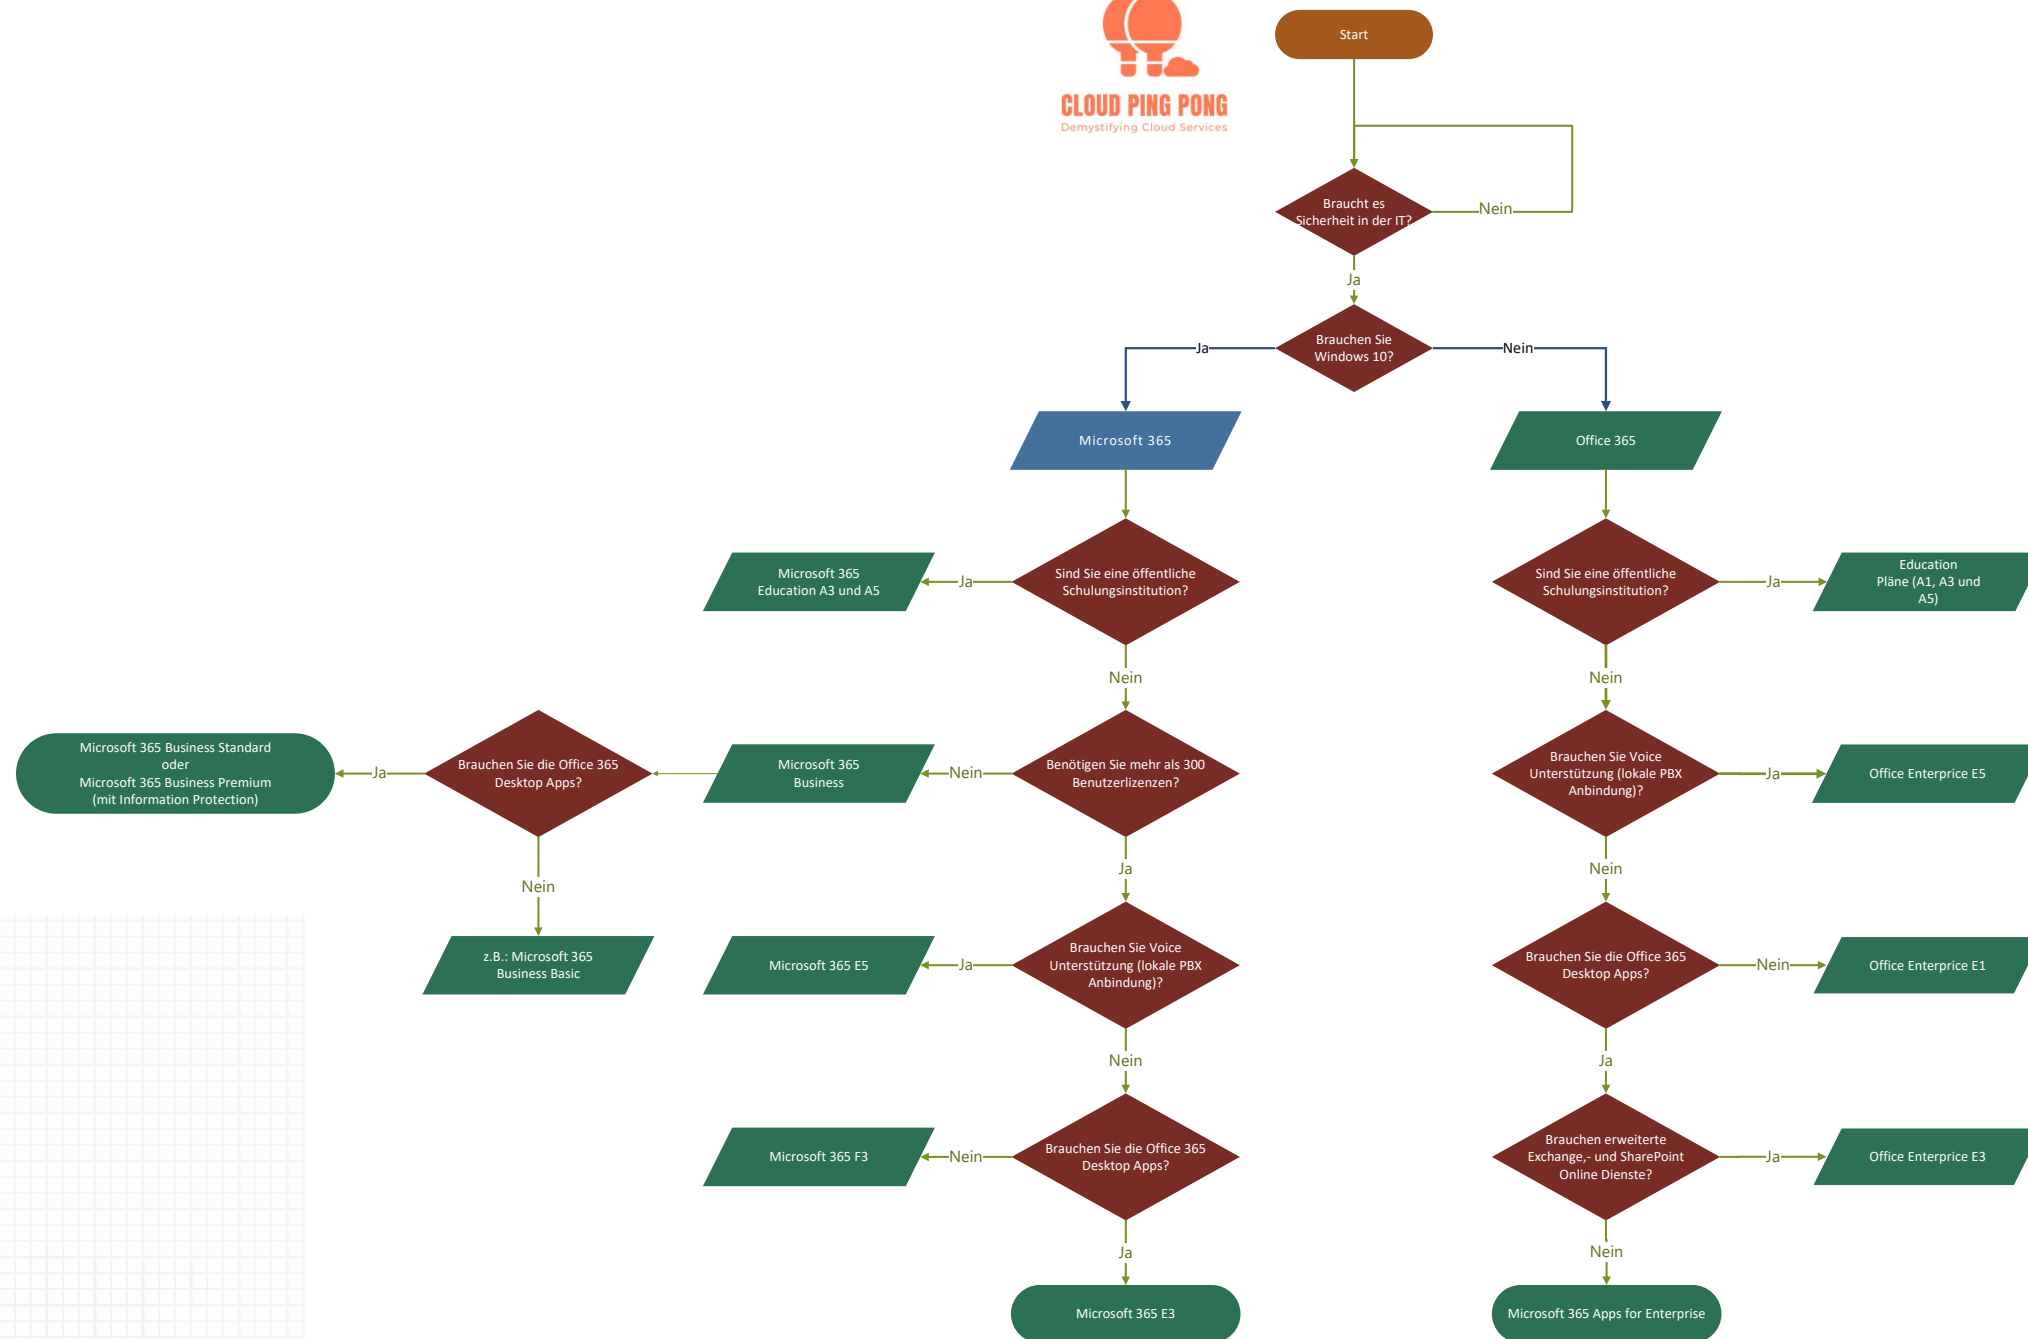 Start
CLOUD PING PONG
Demystifying Cloud Services
Braucht es
Sicherheit in der IT?
Nein
Ja
Brauchen Sie
Windows 10?
Ja
Nein
Microsoft 365
Office 365
Microsoft 365
Education A3 und A5
Ja
Sind Sie eine öffentliche
Schulungsinstitution?
Sind Sie eine öffentliche
Schulungsinstitution?
Ja
Education
Pläne (A1, A3 und
A5)
Nein
Nein
Microsoft 365 Business Standard
oder
Microsoft 365 Business Premium
(mit Information Protection)
Ja
Brauchen Sie die Office 365
Desktop Apps?
Microsoft 365
Business
Nein
Benötigen Sie mehr als 300
Benutzerlizenzen?
Brauchen Sie Voice
Unterstützung (lokale PBX
Anbindung)?
Ja
Office Enterprice E5
Nein
Ja
Nein
z.B.: Microsoft 365
Business Basic
Microsoft 365 E5
Ja
Brauchen Sie Voice
Unterstützung (lokale PBX
Anbindung)?
Brauchen Sie die Office 365
Desktop Apps?
Nein
Office Enterprice E1
Nein
Ja
Microsoft 365 F3
Nein
Brauchen Sie die Office 365
Desktop Apps?
Brauchen erweiterte
Exchange,- und SharePoint
Online Dienste?
Ja
Office Enterprice E3
Ja
Nein
Microsoft 365 E3
Microsoft 365 Apps for Enterprise